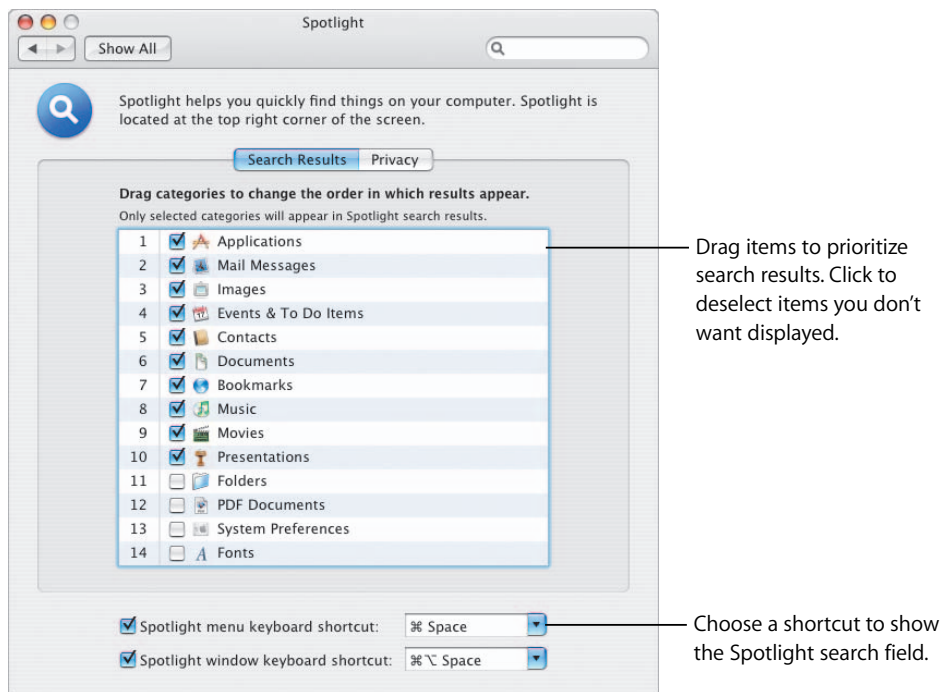 Spotlight
Show All
Spotlight helps you quickly find things on your computer. Spotlight is
located at the top right corner of the screen.
Search Results Privacy
Drag categories to change the order in which results appear.
Only selected categories will appear in Spotlight search results.
1 Applications
2 Mail Messages
3 Images
4 Events & To Do Items
5 Contacts
6 Documents
7 Bookmarks
8 Music
9 Movies
10 Presentations
11 Folders
12 PDF Documents
13 System Preferences
14 Fonts
Drag items to prioritize
search results. Click to
deselect items you don’t
want displayed.
Spotlight menu keyboard shortcut: ⌘ Space
Spotlight window keyboard shortcut: ⌘⌥ Space
Choose a shortcut to show
the Spotlight search field.